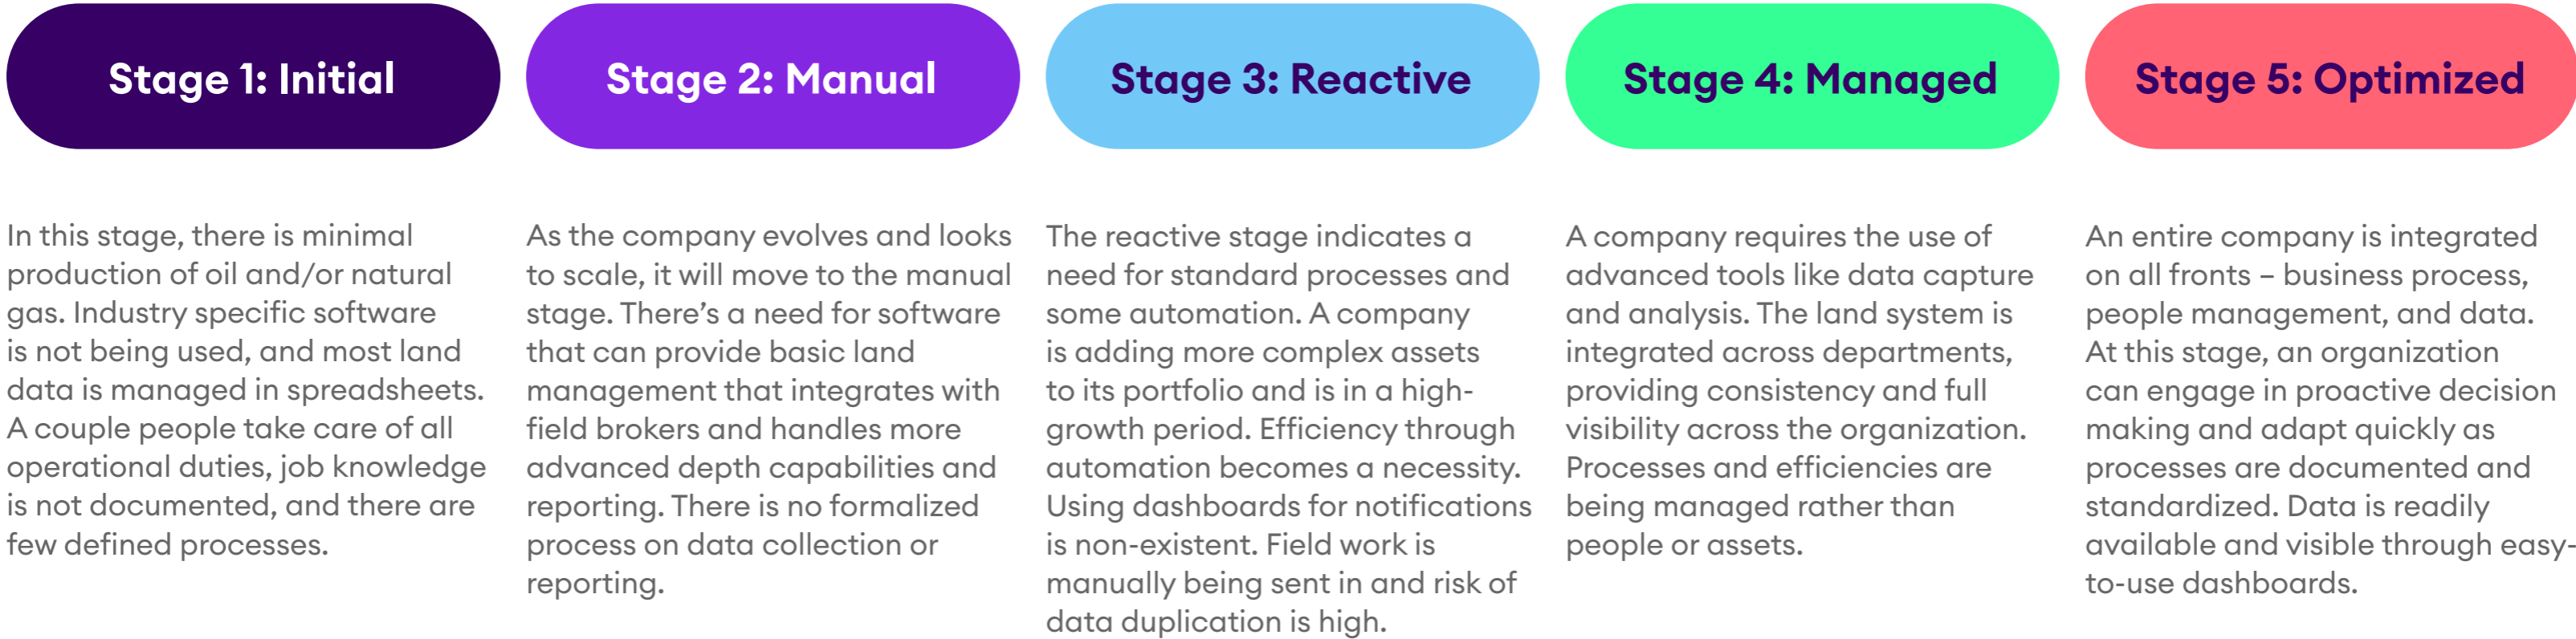 Stage 1: Initial
In this stage, there is minimal
production of oil and/or natural
gas. Industry specific software
is not being used, and most land
data is managed in spreadsheets.
A couple people take care of all
operational duties, job knowledge
is not documented, and there are
few defined processes.
Stage 2: Manual
As the company evolves and looks
to scale, it will move to the manual
stage. There’s a need for software
that can provide basic land
management that integrates with
field brokers and handles more
advanced depth capabilities and
reporting. There is no formalized
process on data collection or
reporting.
Stage 3: Reactive
The reactive stage indicates a
need for standard processes and
some automation. A company
is adding more complex assets
to its portfolio and is in a high-
growth period. Efficiency through
automation becomes a necessity.
Using dashboards for notifications
is non-existent. Field work is
manually being sent in and risk of
data duplication is high.
Stage 4: Managed
A company requires the use of
advanced tools like data capture
and analysis. The land system is
integrated across departments,
providing consistency and full
visibility across the organization.
Processes and efficiencies are
being managed rather than
people or assets.
Stage 5: Optimized
An entire company is integrated
on all fronts – business process,
people management, and data.
At this stage, an organization
can engage in proactive decision
making and adapt quickly as
processes are documented and
standardized. Data is readily
available and visible through easy-
to-use dashboards.